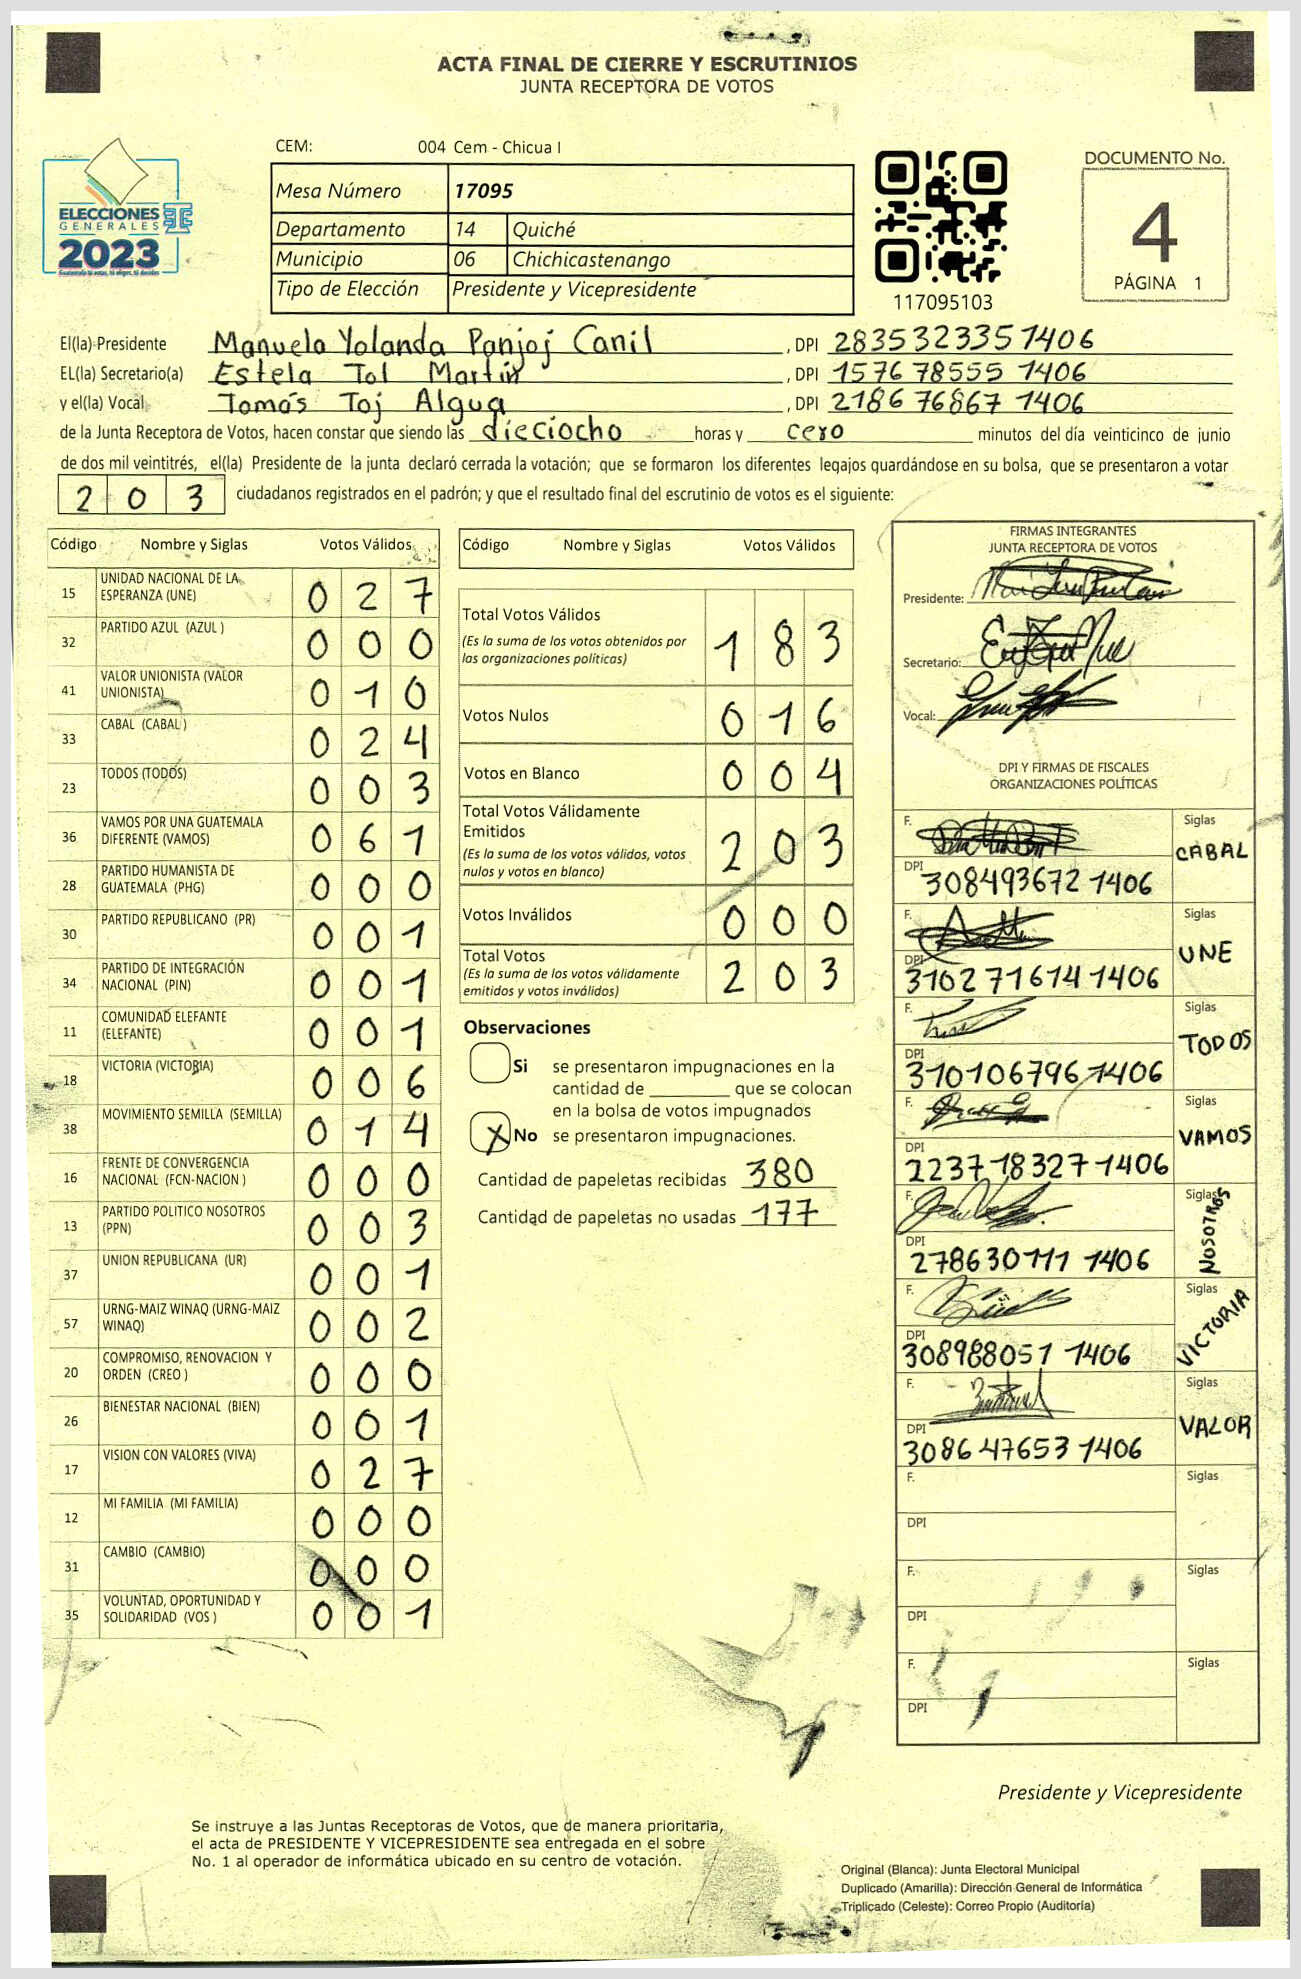 ACTA FINAL DE CIERRE Y ESCRUTINIOS
JUNTA RECEPTORA DE VOTOS
CEM: 004 Cem - Chicua I
Mesa Número 17095
Departamento 14 Quiché
Municipio 06 Chichicastenango
Tipo de Elección Presidente y Vicepresidente
ELECCIONES
GENERALES
2023
117095103
DOCUMENTO No.
4
PÁGINA 1
El(la) Presidente Manuela Yolanda Panjoj Canil, DPI 2835323351406
EL(la) Secretario(a) Estela Tol Martín, DPI 1576 78555 1406
y el(la) Vocal Tomás Toj Algua, DPI 2186 76867 1406
de la Junta Receptora de Votos, hacen constar que siendo las dieciocho horas y cero minutos del día veinticinco de junio
de dos mil veintitrés, el(la) Presidente de la junta declaró cerrada la votación; que se formaron los diferentes legajos guardándose en su bolsa, que se presentaron a votar
2 0 3 ciudadanos registrados en el padrón; y que el resultado final del escrutinio de votos es el siguiente:
Código Nombre y Siglas Votos Válidos
15 UNIDAD NACIONAL DE LA ESPERANZA (UNE) 0 2 7
32 PARTIDO AZUL (AZUL ) 0 0 0
41 VALOR UNIONISTA (VALOR UNIONISTA) 0 1 0
33 CABAL (CABAL ) 0 2 4
23 TODOS (TODOS) 0 0 3
36 VAMOS POR UNA GUATEMALA DIFERENTE (VAMOS) 0 6 1
28 PARTIDO HUMANISTA DE GUATEMALA (PHG) 0 0 0
30 PARTIDO REPUBLICANO (PR) 0 0 1
34 PARTIDO DE INTEGRACIÓN NACIONAL (PIN) 0 0 1
11 COMUNIDAD ELEFANTE (ELEFANTE) 0 0 1
18 VICTORIA (VICTORIA) 0 0 6
38 MOVIMIENTO SEMILLA (SEMILLA) 0 1 4
16 FRENTE DE CONVERGENCIA NACIONAL (FCN-NACION ) 0 0 0
13 PARTIDO POLITICO NOSOTROS (PPN) 0 0 3
37 UNION REPUBLICANA (UR) 0 0 1
57 URNG-MAIZ WINAQ (URNG-MAIZ WINAQ) 0 0 2
20 COMPROMISO, RENOVACION Y ORDEN (CREO ) 0 0 0
26 BIENESTAR NACIONAL (BIEN) 0 0 1
17 VISION CON VALORES (VIVA) 0 2 7
12 MI FAMILIA (MI FAMILIA) 0 0 0
31 CAMBIO (CAMBIO) 0 0 0
35 VOLUNTAD, OPORTUNIDAD Y SOLIDARIDAD (VOS ) 0 0 1
Código Nombre y Siglas Votos Válidos
Total Votos Válidos 1 8 3
(Es la suma de los votos obtenidos por
las organizaciones políticas)
Votos Nulos 0 1 6
Votos en Blanco 0 0 4
Total Votos Válidamente
Emitidos 2 0 3
(Es la suma de los votos válidos, votos
nulos y votos en blanco)
Votos Inválidos 0 0 0
Total Votos 2 0 3
(Es la suma de los votos válidamente
emitidos y votos inválidos)
Observaciones
Si se presentaron impugnaciones en la
cantidad de ________ que se colocan
en la bolsa de votos impugnados
X No se presentaron impugnaciones.
Cantidad de papeletas recibidas 380
Cantidad de papeletas no usadas 177
FIRMAS INTEGRANTES
JUNTA RECEPTORA DE VOTOS
Presidente:
Secretario:
Vocal:
DPI Y FIRMAS DE FISCALES
ORGANIZACIONES POLÍTICAS
F. Siglas CABAL
DPI 308493672 1406
F. Siglas UNE
DPI 3102 71614 1406
F. Siglas TODOS
DPI 310106796 1406
F. Siglas VAMOS
DPI 2237 18327 1406
F. Siglas NOSOTROS
DPI 278630111 1406
F. Siglas VICTORIA
DPI 308988051 1406
F. Siglas VALOR
DPI 3086 47653 1406
F. Siglas
DPI
F. Siglas
DPI
F. Siglas
DPI
Presidente y Vicepresidente
Se instruye a las Juntas Receptoras de Votos, que de manera prioritaria,
el acta de PRESIDENTE Y VICEPRESIDENTE sea entregada en el sobre
No. 1 al operador de informática ubicado en su centro de votación.
Original (Blanca): Junta Electoral Municipal
Duplicado (Amarilla): Dirección General de Informática
Triplicado (Celeste): Correo Propio (Auditoría)